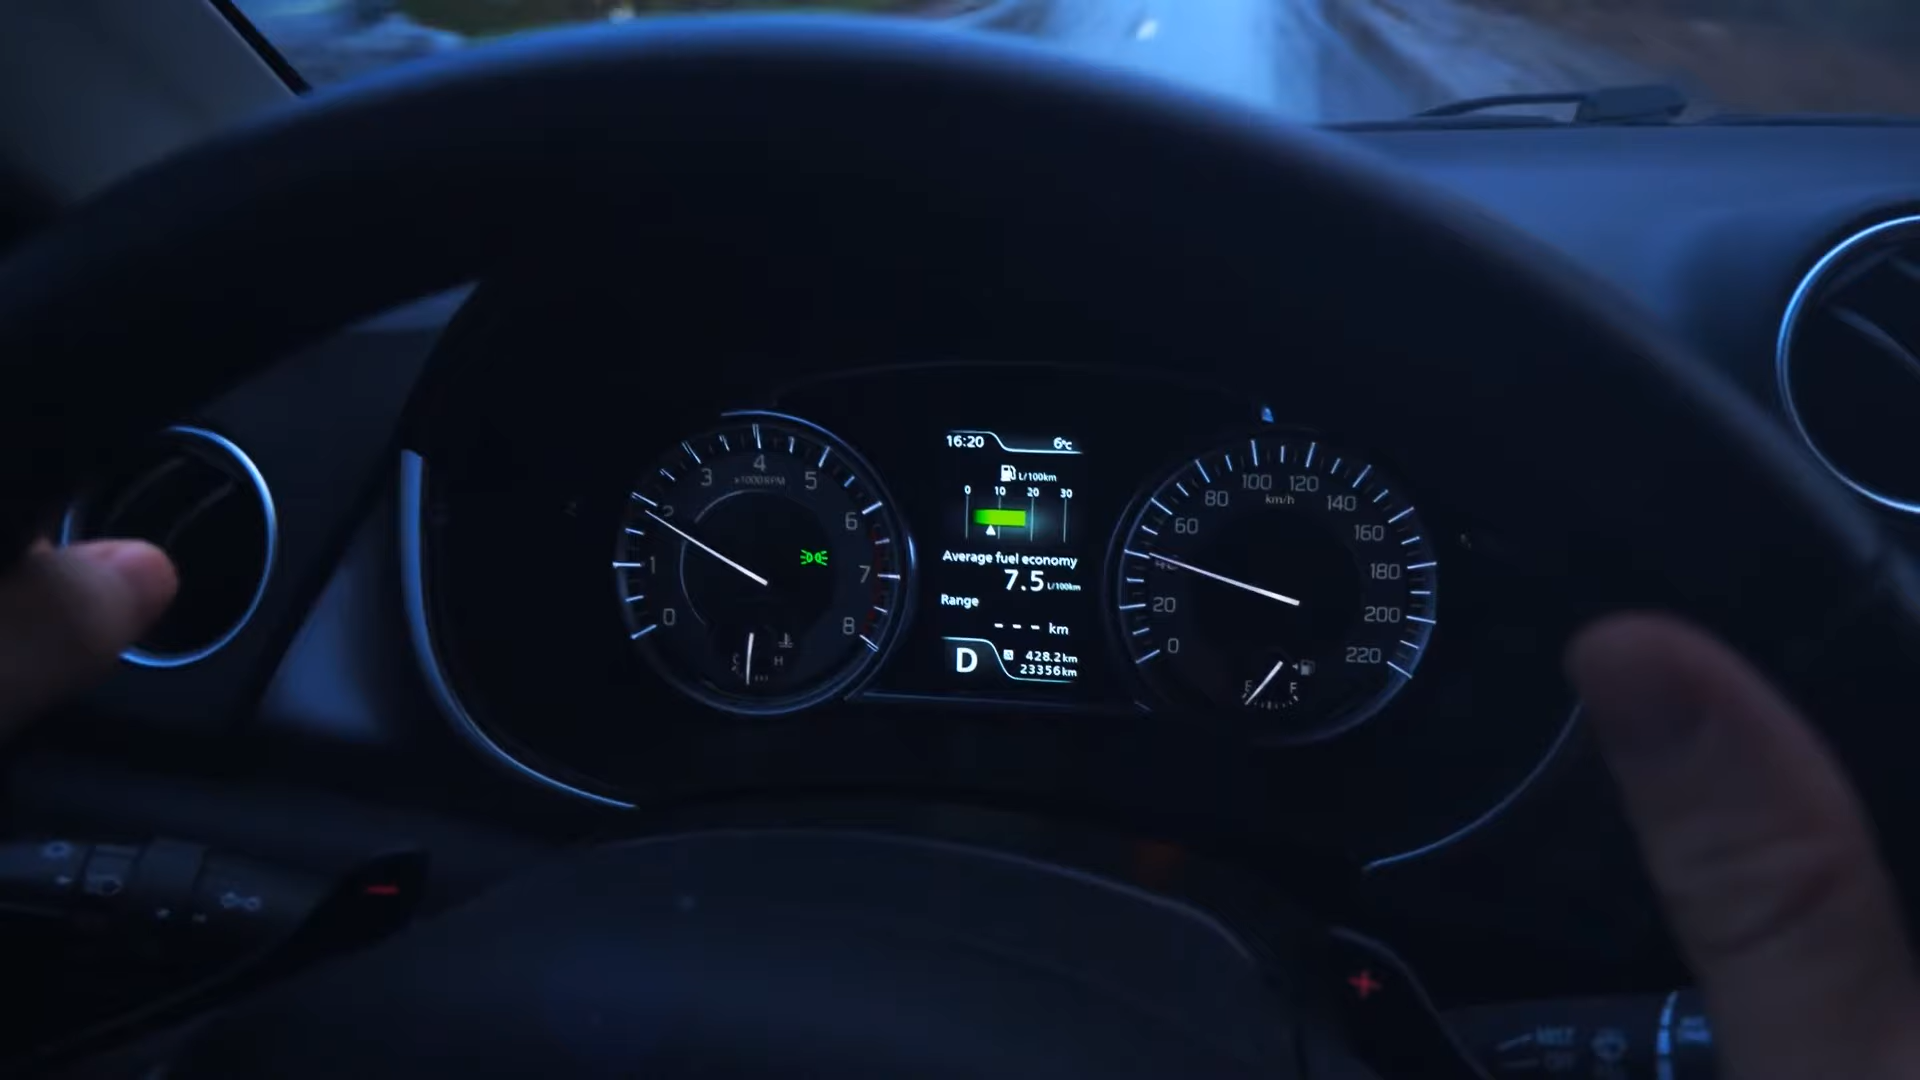 16:20 6°C
L/100km
0 10 20 30
Average fuel economy
7.5 L/100km
Range
--- km
D
A 428.2km
23356km
0 1 2 3 4 5 6 7 8
x1000RPM
C H
0 20 40 60 80 100 120 140 160 180 200 220
km/h
E F
-
+